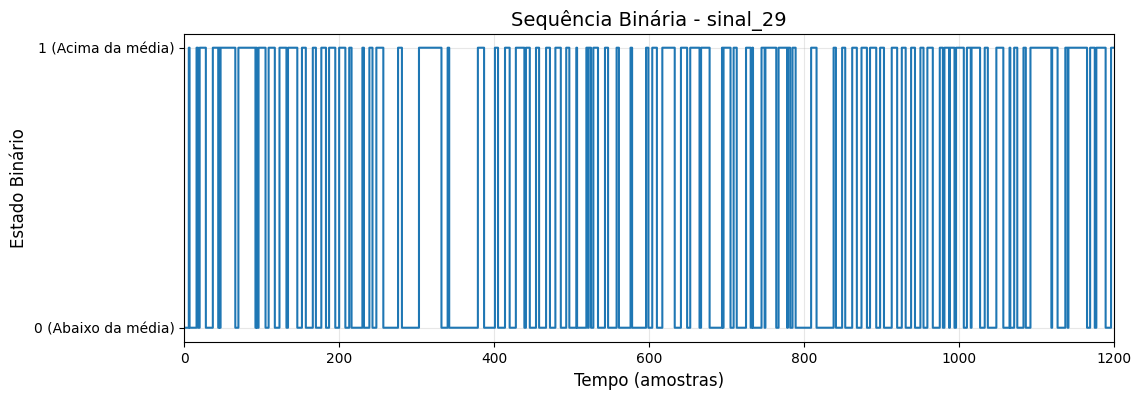 Sequência Binária - sinal_29
Estado Binário
1 (Acima da média)
0 (Abaixo da média)
0 200 400 600 800 1000 1200
Tempo (amostras)